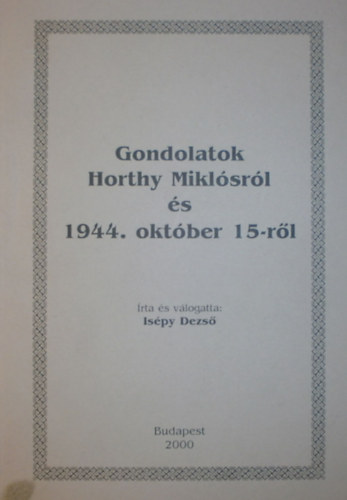 Gondolatok
Horthy Miklósról
és
1944. október 15-ről
Írta és válogatta:
Isépy Dezső
Budapest
2000